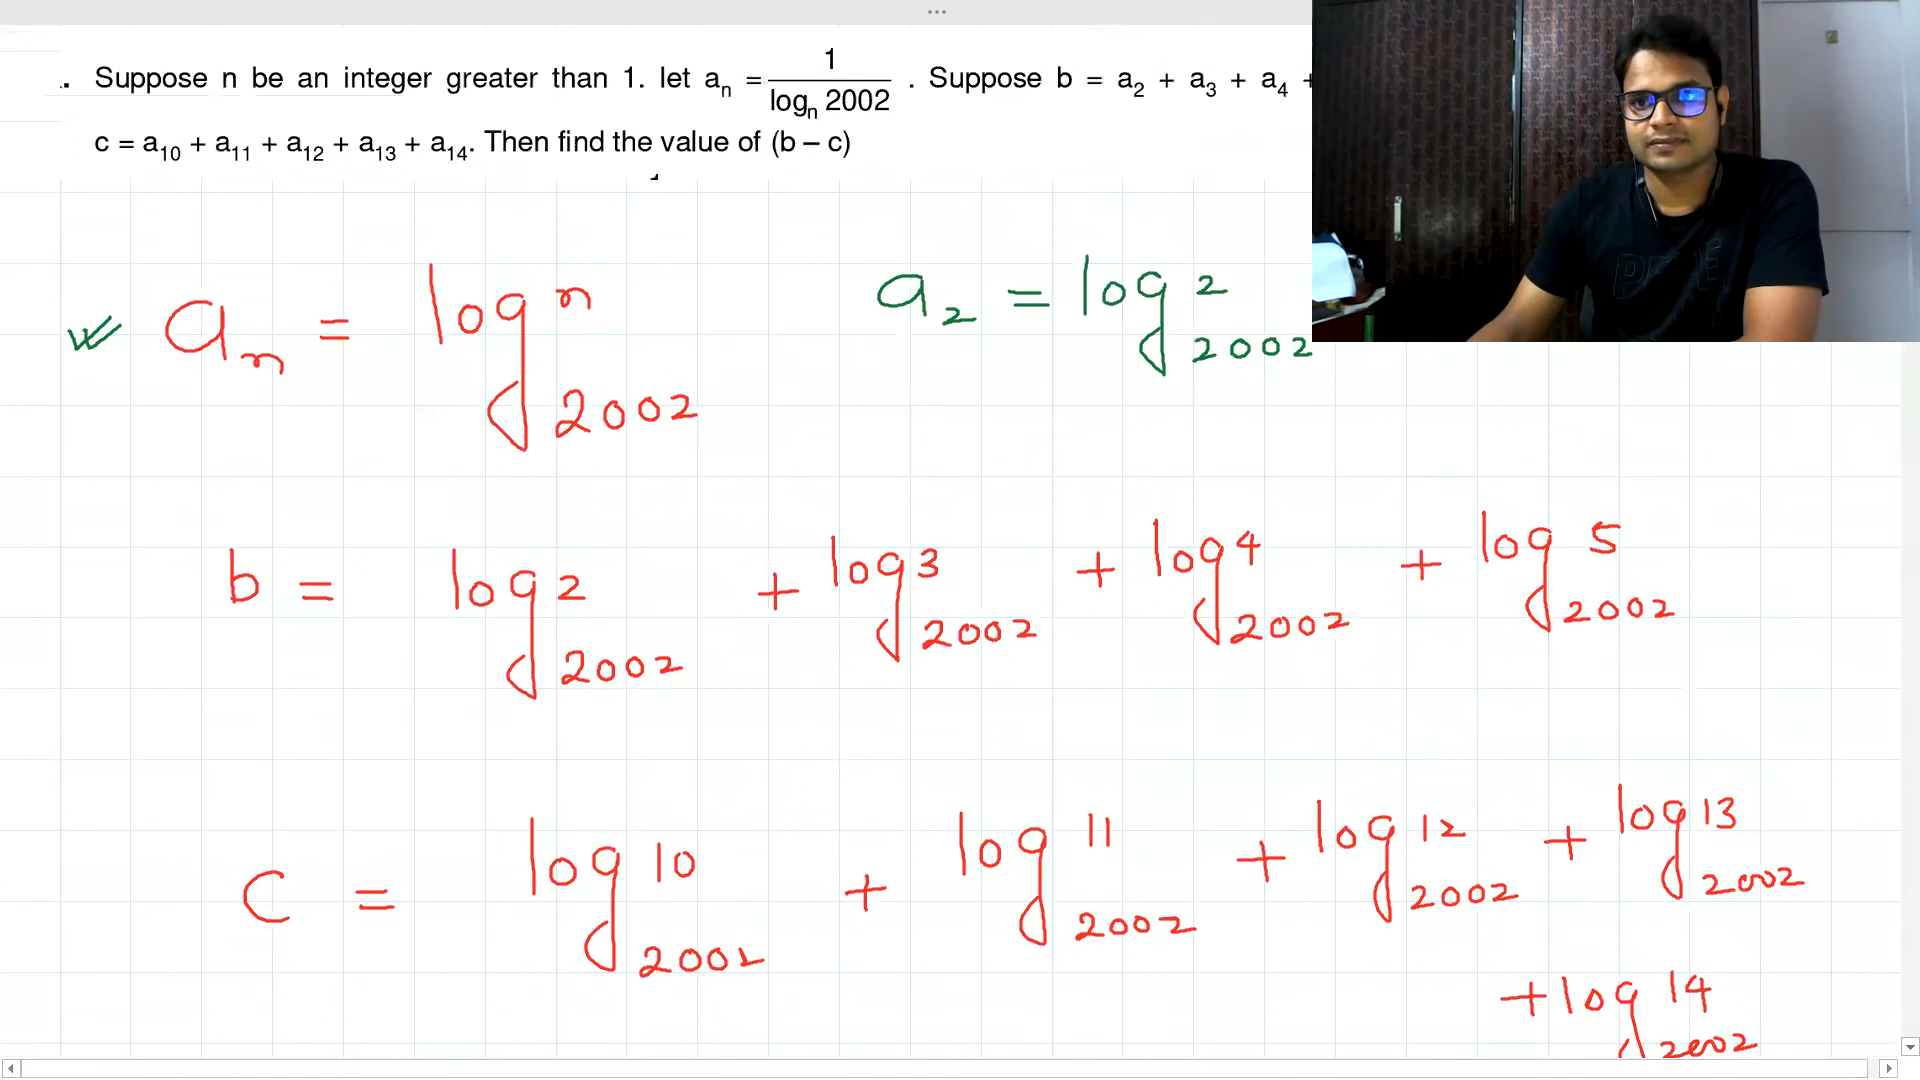 Suppose n be an integer greater than 1. let aₙ = 1/logₙ 2002 . Suppose b = a₂ + a₃ + a₄ +
c = a₁₀ + a₁₁ + a₁₂ + a₁₃ + a₁₄. Then find the value of (b – c)
aₙ = log₂₀₀₂ n
a₂ = log₂₀₀₂ 2
b = log₂₀₀₂ 2 + log₂₀₀₂ 3 + log₂₀₀₂ 4 + log₂₀₀₂ 5
c = log₂₀₀₂ 10 + log₂₀₀₂ 11 + log₂₀₀₂ 12 + log₂₀₀₂ 13
+ log₂₀₀₂ 14